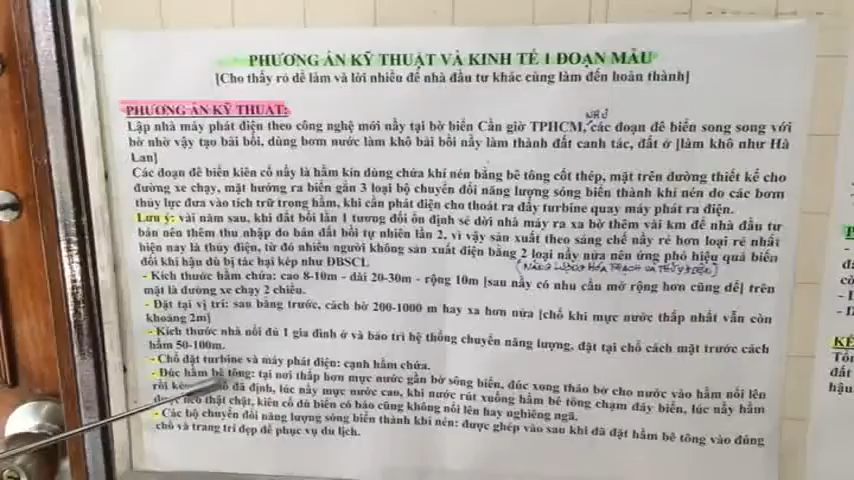 PHƯƠNG ÁN KỸ THUẬT VÀ KINH TẾ 1 ĐOẠN MẪU
[Cho thấy rỏ dể làm và lời nhiều để nhà đầu tư khác cũng làm đến hoàn thành]
PHƯƠNG ÁN KỸ THUẬT:
Lập nhà máy phát điện theo công nghệ mới nầy tại bờ biển Cần giờ TPHCM, NHỜ các đoạn đê biển song song với
bờ nhờ vậy tạo bãi bồi, dùng bơm nước làm khô bãi bồi nầy làm thành đất canh tác, đất ở [làm khô như Hà
Lan]
Các đoạn đê biển kiên cố nầy là hầm kín dùng chứa khí nén bằng bê tông cốt thép, mặt trên đường thiết kế cho
đường xe chạy, mặt hướng ra biển gắn 3 loại bộ chuyển đổi năng lượng sóng biển thành khí nén do các bơm
thủy lực đưa vào tích trữ trong hầm, khi cần phát điện cho thoát ra đẩy turbine quay máy phát ra điện.
Lưu ý: vài năm sau, khi đất bồi lần 1 tương đối ổn định sẽ dời nhà máy ra xa bờ thêm vài km để nhà đầu tư
bán nên thêm thu nhập do bán đất bồi tự nhiên lần 2, vì vậy sản xuất theo sáng chế nầy rẻ hơn loại rẻ nhất
hiện nay là thủy điện, từ đó nhiều người không sản xuất điện bằng 2 loại nầy nửa nên ứng phó hiệu quả biến
đổi khí hậu dù bị tác hại kép như ĐBSCL
(NĂNG LƯỢNG HÓA THẠCH VÀ THỦY ĐIỆN)
- Kích thước hầm chứa: cao 8-10m - dài 20-30m - rộng 10m [sau nầy có nhu cầu mở rộng hơn cũng dể] trên
mặt là đường xe chạy 2 chiều.
- Đặt tại vị trí: sau bằng trước, cách bờ 200-1000 m hay xa hơn nửa [chổ khi mực nước thấp nhất vẫn còn
khoảng 2m]
- Kích thước nhà nổi đủ 1 gia đình ở và bảo trì hệ thống chuyển năng lượng, đặt tại chổ cách mặt trước cách
hầm 50-100m.
- Chổ đặt turbine và máy phát điện: cạnh hầm chứa.
- Đúc hầm bê tông: tại nơi thấp hơn mực nước gần bờ sông biển, đúc xong tháo bờ cho nước vào hầm nổi lên
rồi đã định, lúc nầy mực nước cao, khi nước rút xuống hầm bê tông chạm đáy biển, lúc nầy hầm
được neo thật chặt, kiên cố đủ biển có bão cũng không nổi lên hay nghiêng ngã.
- Các bộ chuyển đổi năng lượng sóng biển thành khí nén: được ghép vào sau khi đã đặt hầm bê tông vào đúng
chổ và trang trí đẹp để phục vụ du lịch.